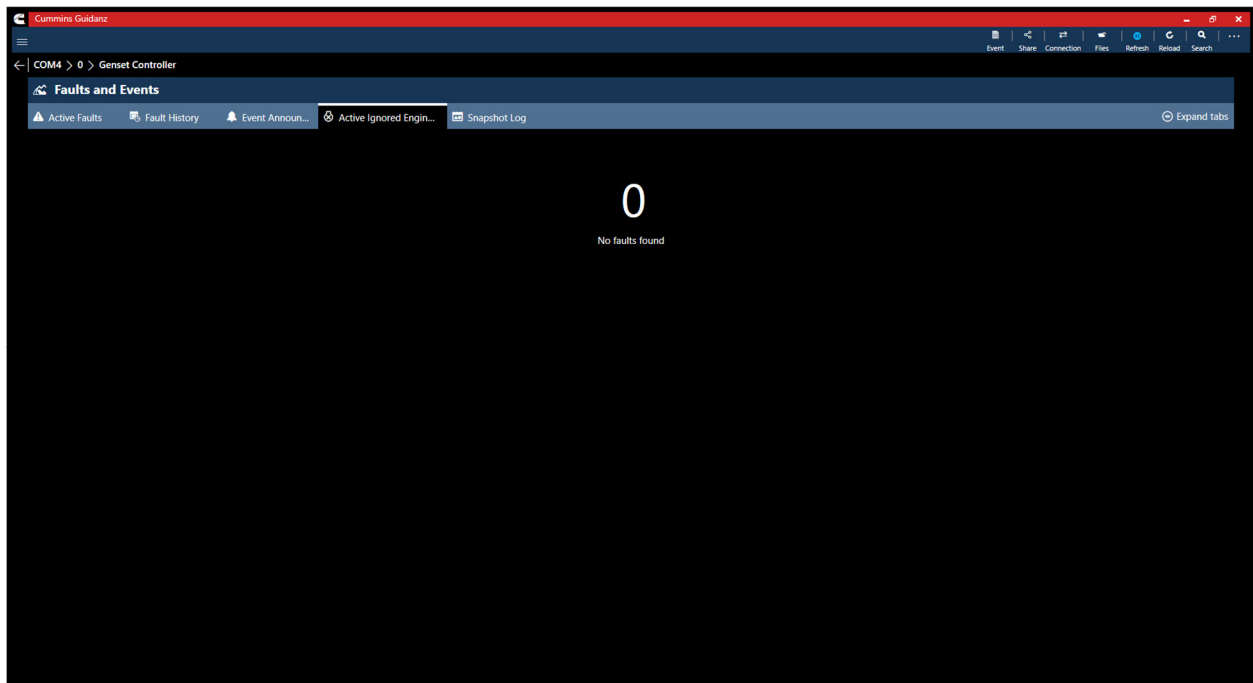 Cummins Guidanz
Event Share Connection Files Refresh Reload Search
COM4 > 0 > Genset Controller
Faults and Events
Active Faults Fault History Event Announ... Active Ignored Engin... Snapshot Log Expand tabs
0
No faults found